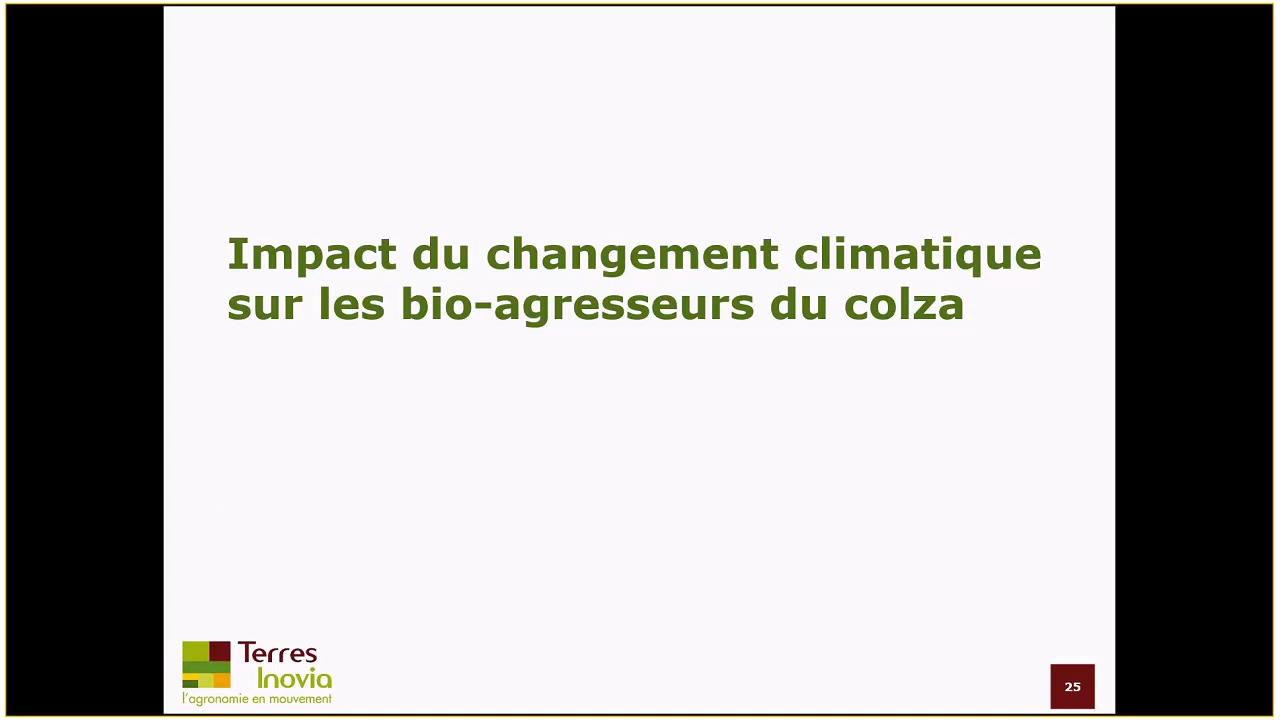 Impact du changement climatique
sur les bio-agresseurs du colza
Terres
Inovia
l'agronomie en mouvement
25